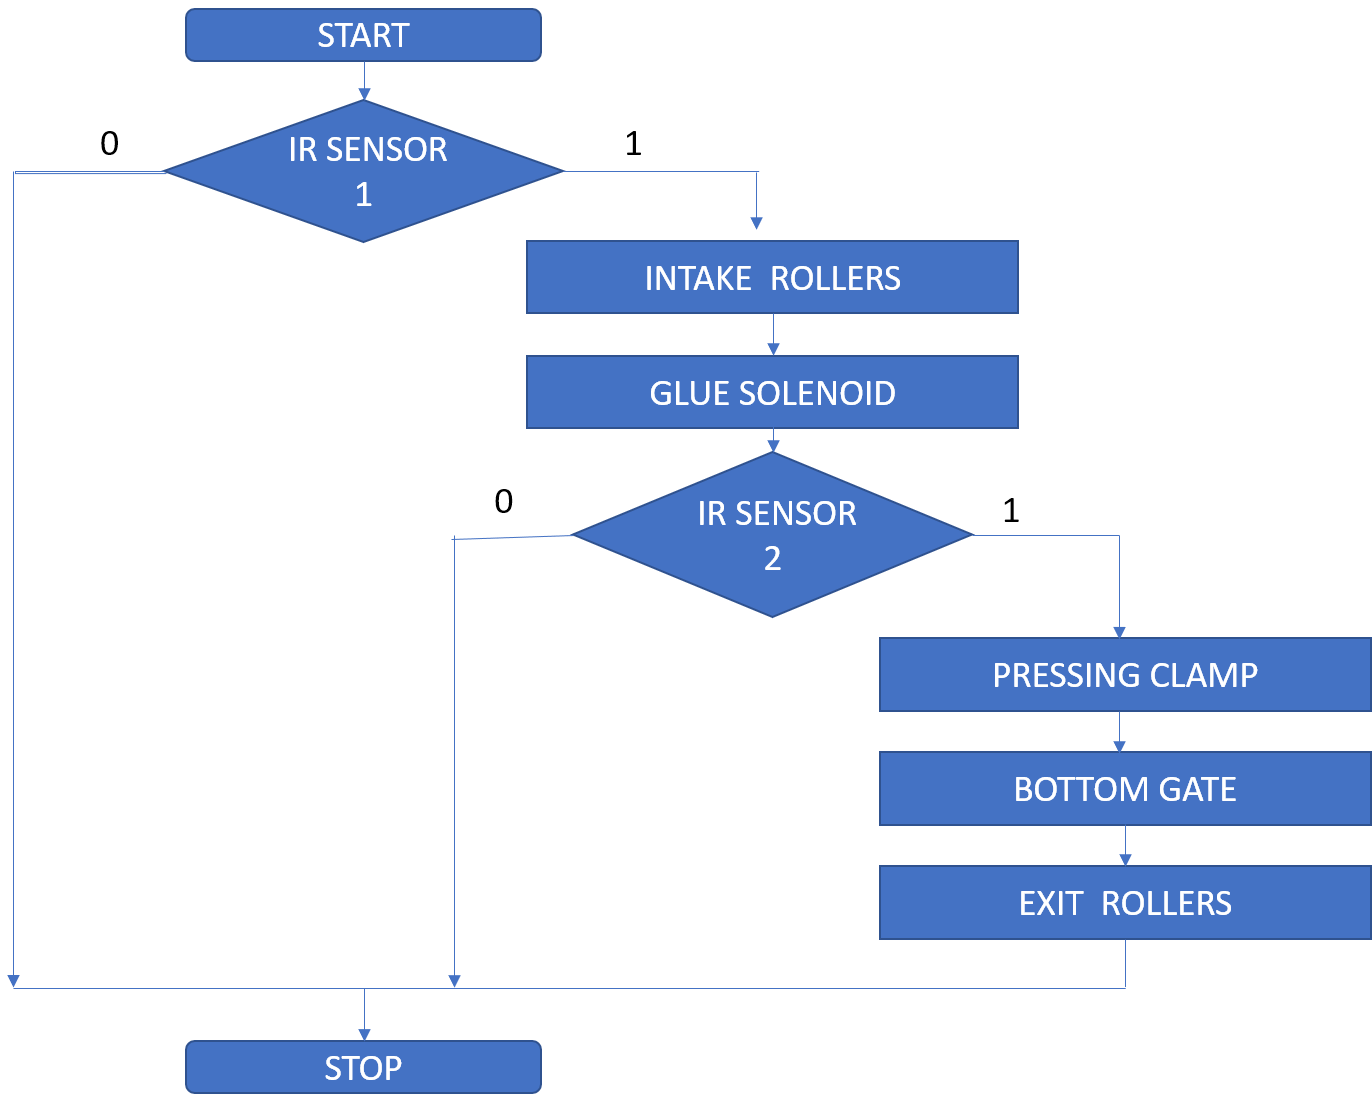 START
0
IR SENSOR
1
1
INTAKE  ROLLERS
GLUE SOLENOID
0
IR SENSOR
2
1
PRESSING CLAMP
BOTTOM GATE
EXIT  ROLLERS
STOP